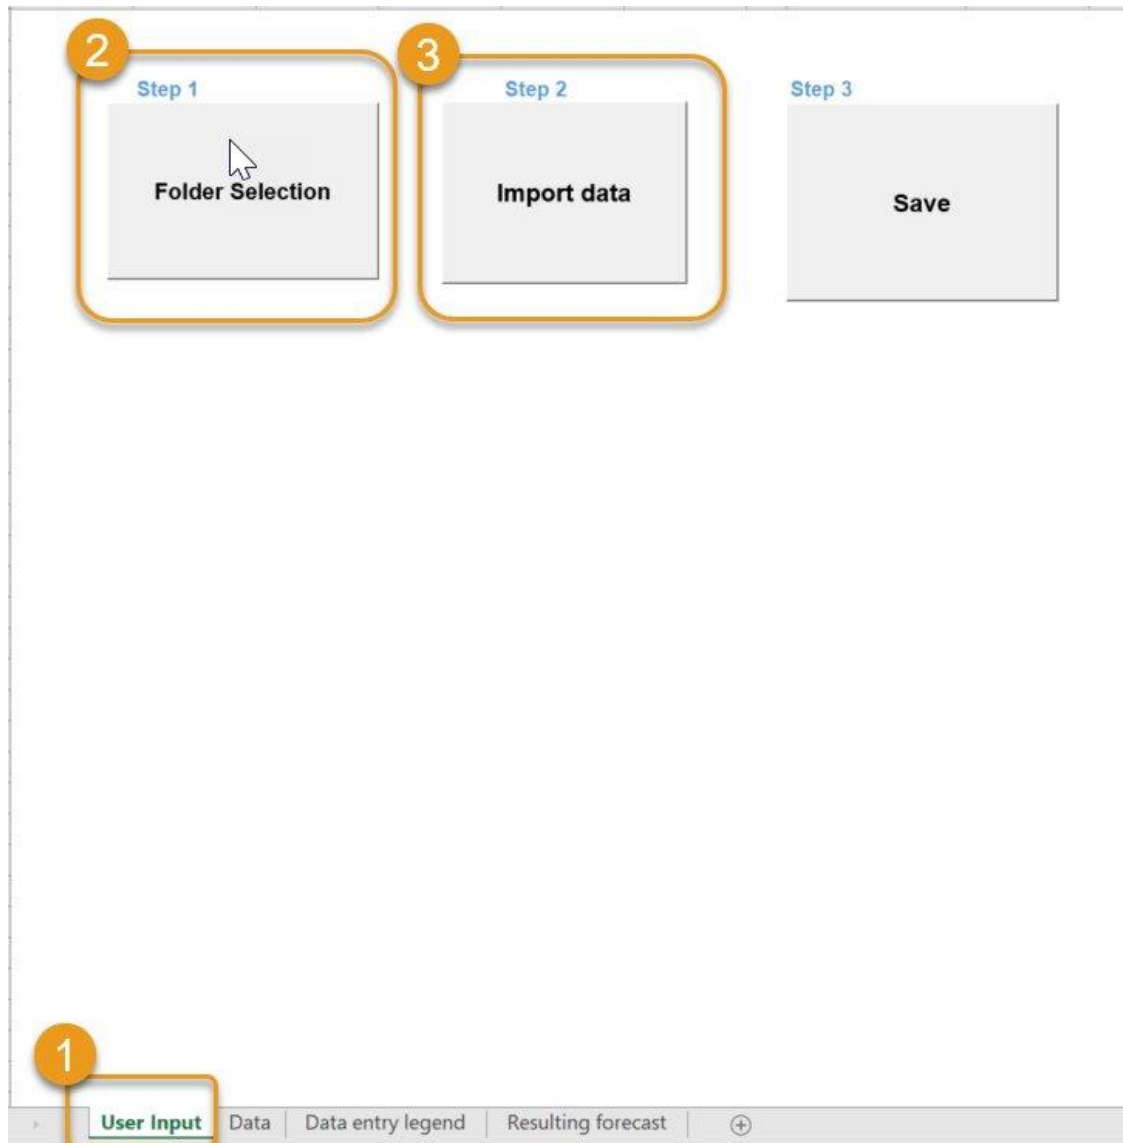 2
3
Step 1
Step 2
Step 3
Folder Selection
Import data
Save
1
User Input
Data
Data entry legend
Resulting forecast